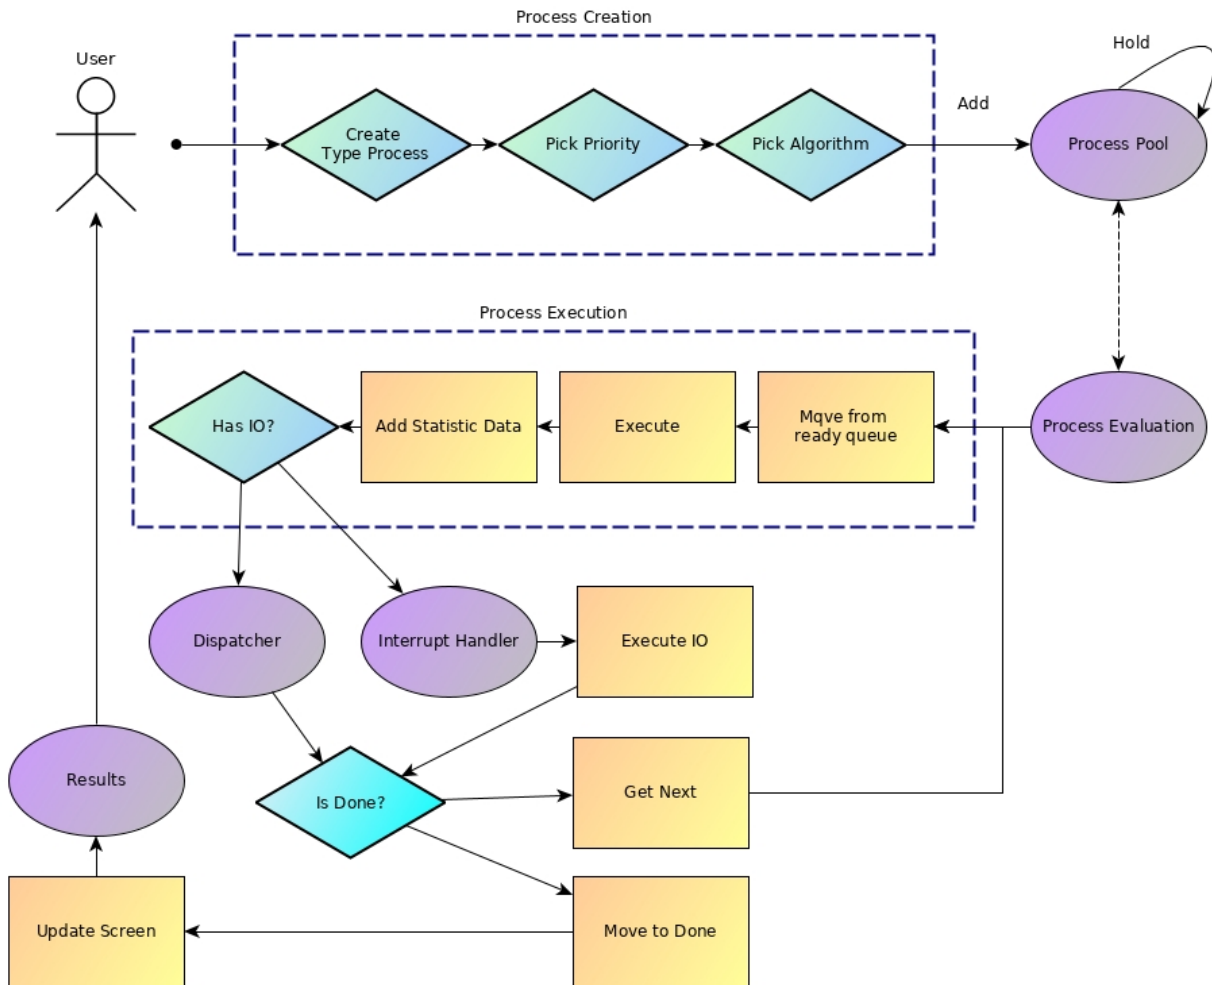 Process Creation
User
Hold
Add
Create
Type Process
Pick Priority
Pick Algorithm
Process Pool
Process Execution
Has IO?
Add Statistic Data
Execute
Mqve from
ready queue
Process Evaluation
Dispatcher
Interrupt Handler
Execute IO
Results
Is Done?
Get Next
Update Screen
Move to Done